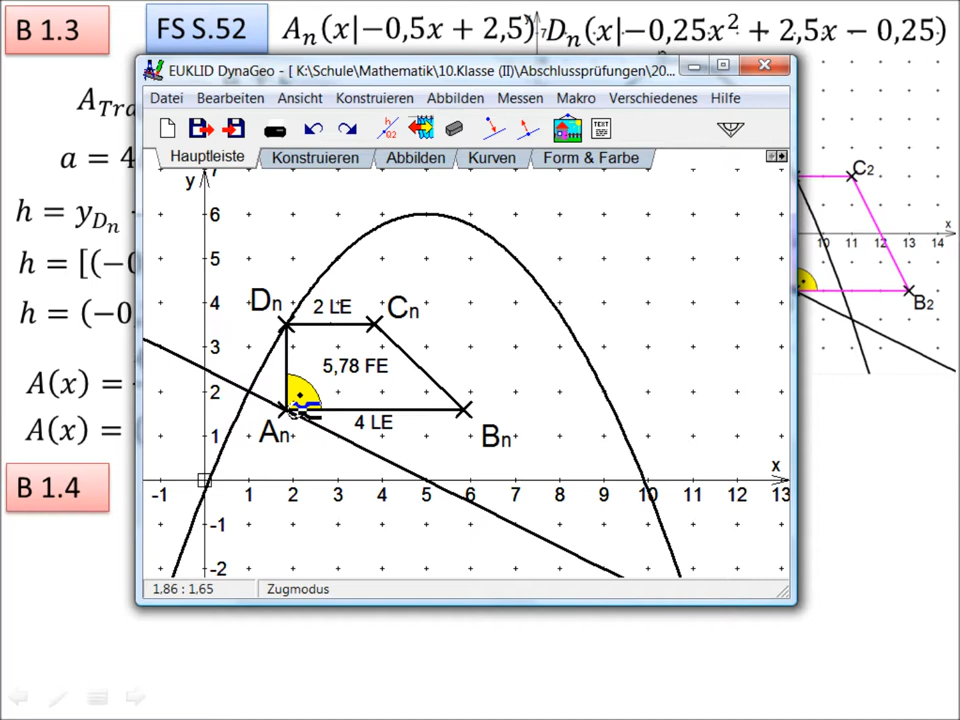 B 1.3
FS S.52
Aₙ(x|−0,5x + 2,5)
Dₙ(x|−0,25x² + 2,5x − 0,25)
EUKLID DynaGeo - [ K:\Schule\Mathematik\10.Klasse (II)\Abschlussprüfungen\20...
Datei Bearbeiten Ansicht Konstruieren Abbilden Messen Makro Verschiedenes Hilfe
Hauptleiste Konstruieren Abbilden Kurven Form & Farbe
A_Tra
a = 4
h = y_Dₙ
h = [(−0
h = (−0
A(x) =
A(x) = (
B 1.4
y
7
6
5
4
3
2
1
-1
-2
Dₙ 2 LE Cₙ
5,78 FE
Aₙ 4 LE Bₙ
x
-1 1 2 3 4 5 6 7 8 9 10 11 12 13
1,86 : 1,65 Zugmodus
C₂
x
10 11 12 13 14
B₂